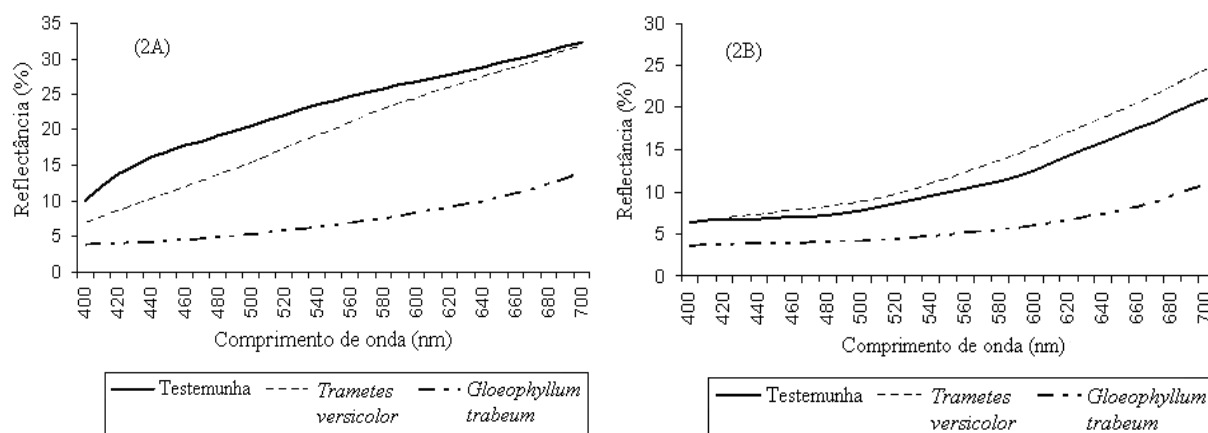 (2A)
Reflectância (%)
35
30
25
20
15
10
5
0
400 420 440 460 480 500 520 540 560 580 600 620 640 660 680 700
Comprimento de onda (nm)
Testemunha Trametes versicolor Gloeophyllum trabeum
(2B)
Reflectância (%)
30
25
20
15
10
5
0
400 420 440 460 480 500 520 540 560 580 600 620 640 660 680 700
Comprimento de onda (nm)
Testemunha Trametes versicolor Gloeophyllum trabeum